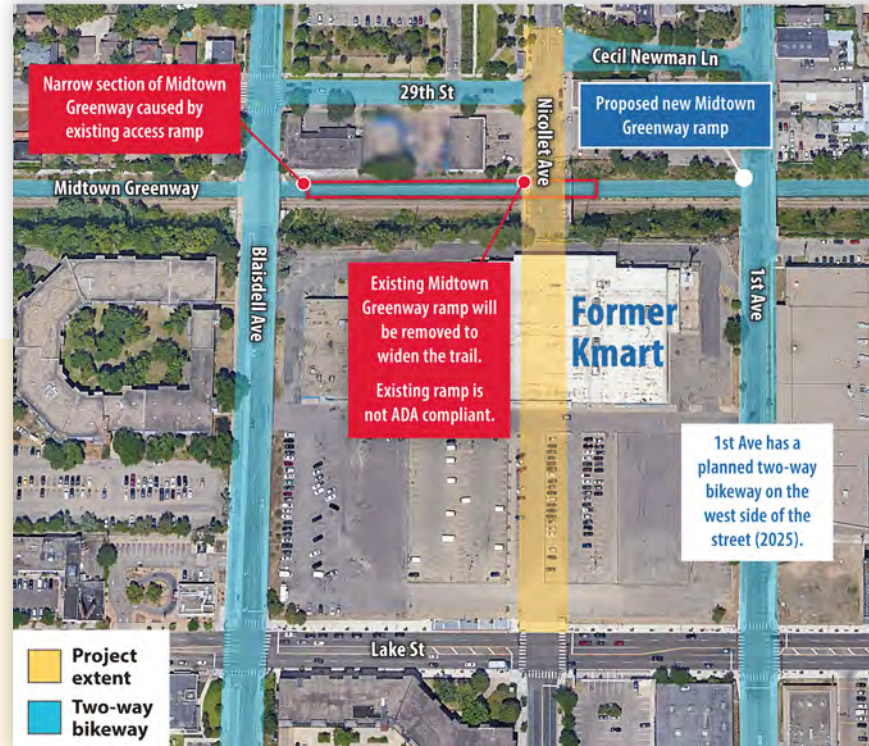 Cecil Newman Ln
Narrow section of Midtown
Greenway caused by
existing access ramp
29th St
Nicollet Ave
Proposed new Midtown
Greenway ramp
Midtown Greenway
Blaisdell Ave
Existing Midtown
Greenway ramp will
be removed to
widen the trail.
Existing ramp is
not ADA compliant.
Former
Kmart
1st Ave
1st Ave has a
planned two-way
bikeway on the
west side of the
street (2025).
Lake St
Project
extent
Two-way
bikeway